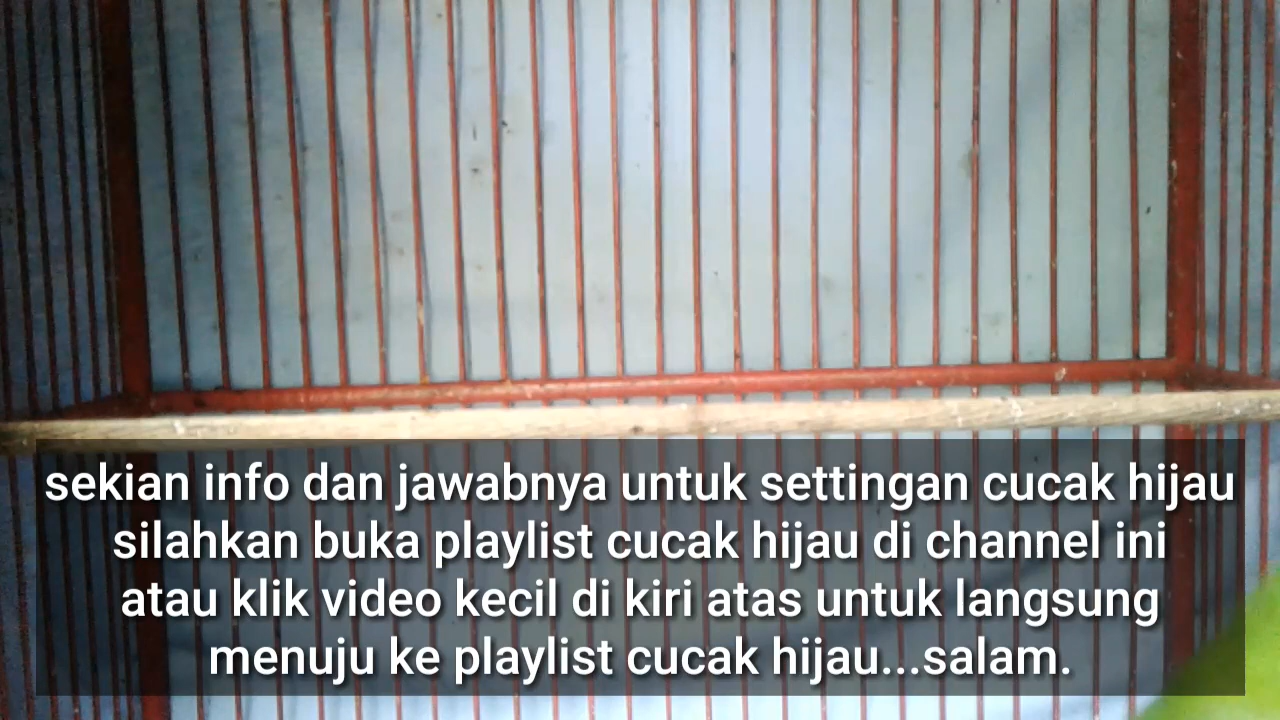 sekian info dan jawabnya untuk settingan cucak hijau
silahkan buka playlist cucak hijau di channel ini
atau klik video kecil di kiri atas untuk langsung
menuju ke playlist cucak hijau...salam.